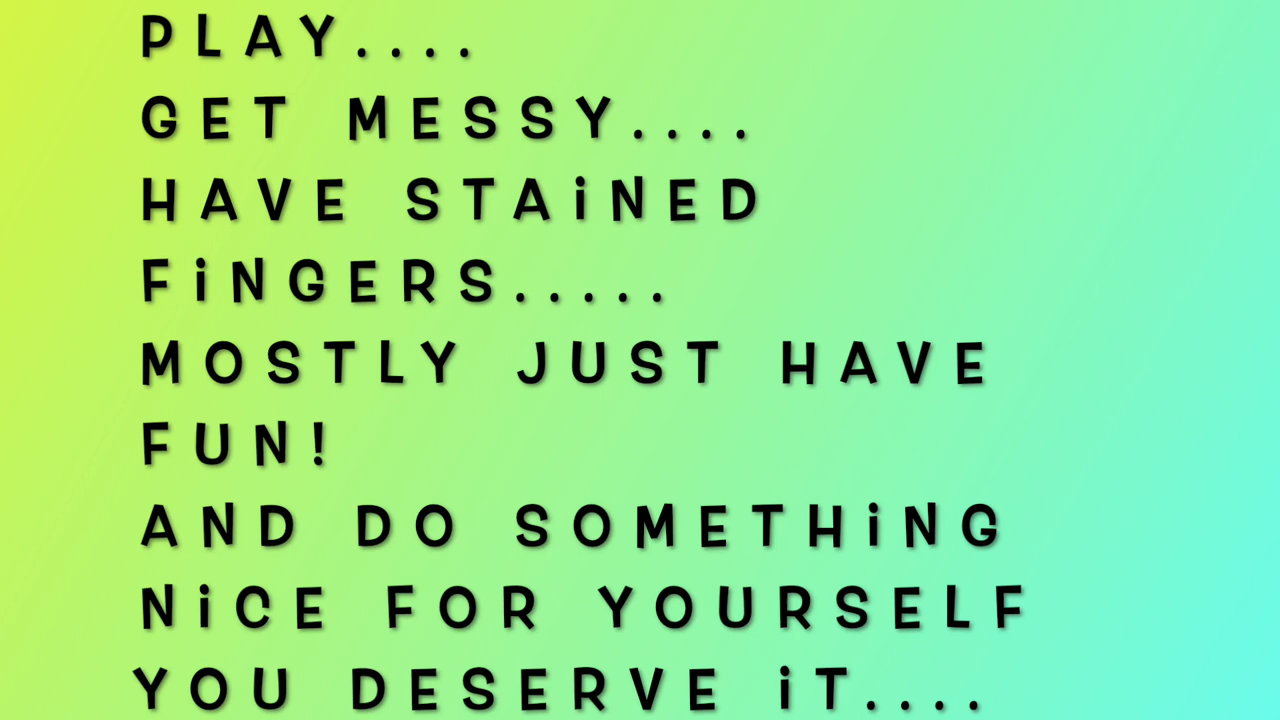 PLAY....
GET MESSY....
HAVE STAiNED
FiNGERS.....
MOSTLY JUST HAVE
FUN!
AND DO SOMETHiNG
NiCE FOR YOURSELF
YOU DESERVE iT....